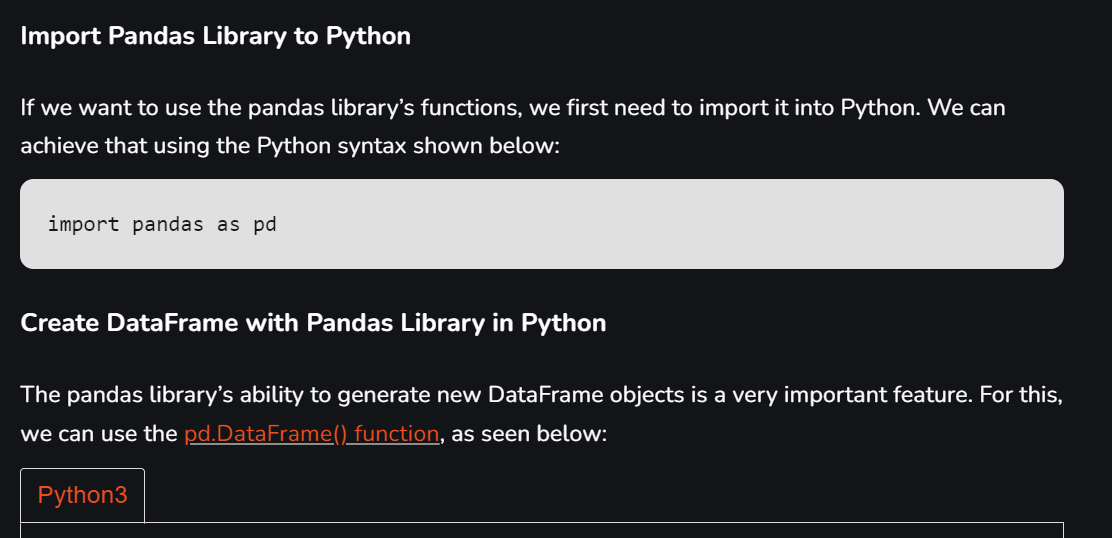 Import Pandas Library to Python
If we want to use the pandas library’s functions, we first need to import it into Python. We can
achieve that using the Python syntax shown below:
import pandas as pd
Create DataFrame with Pandas Library in Python
The pandas library’s ability to generate new DataFrame objects is a very important feature. For this,
we can use the pd.DataFrame() function, as seen below:
Python3